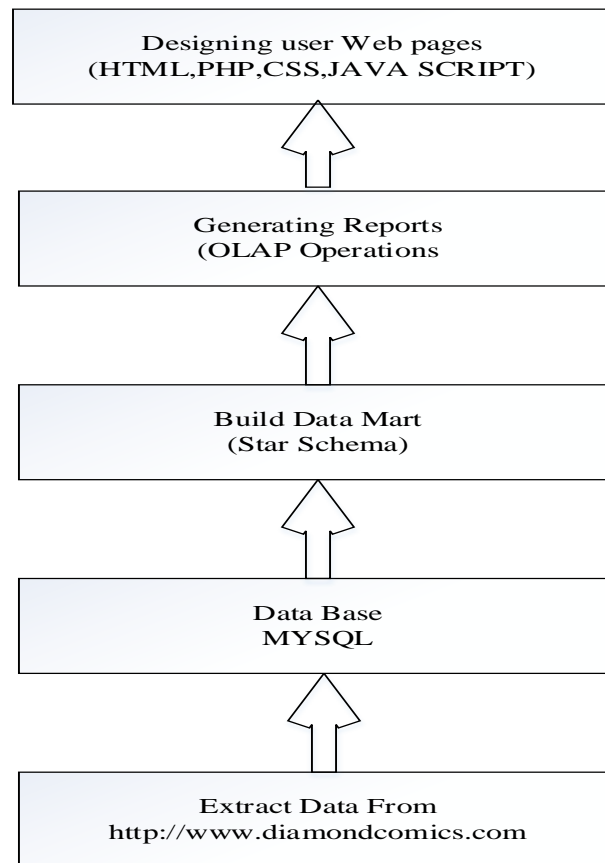 Designing user Web pages
(HTML,PHP,CSS,JAVA SCRIPT)
Generating Reports
(OLAP Operations
Build Data Mart
(Star Schema)
Data Base
MYSQL
Extract Data From
http://www.diamondcomics.com